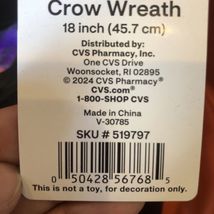 Crow Wreath
18 inch (45.7 cm)
Distributed by:
CVS Pharmacy, Inc.
One CVS Drive
Woonsocket, RI 02895
© 2024 CVS Pharmacy®
CVS.com®
1-800-SHOP CVS
Made in China
V-30785
SKU # 519797
0 50428 56768 5
This is not a toy, for decoration only.